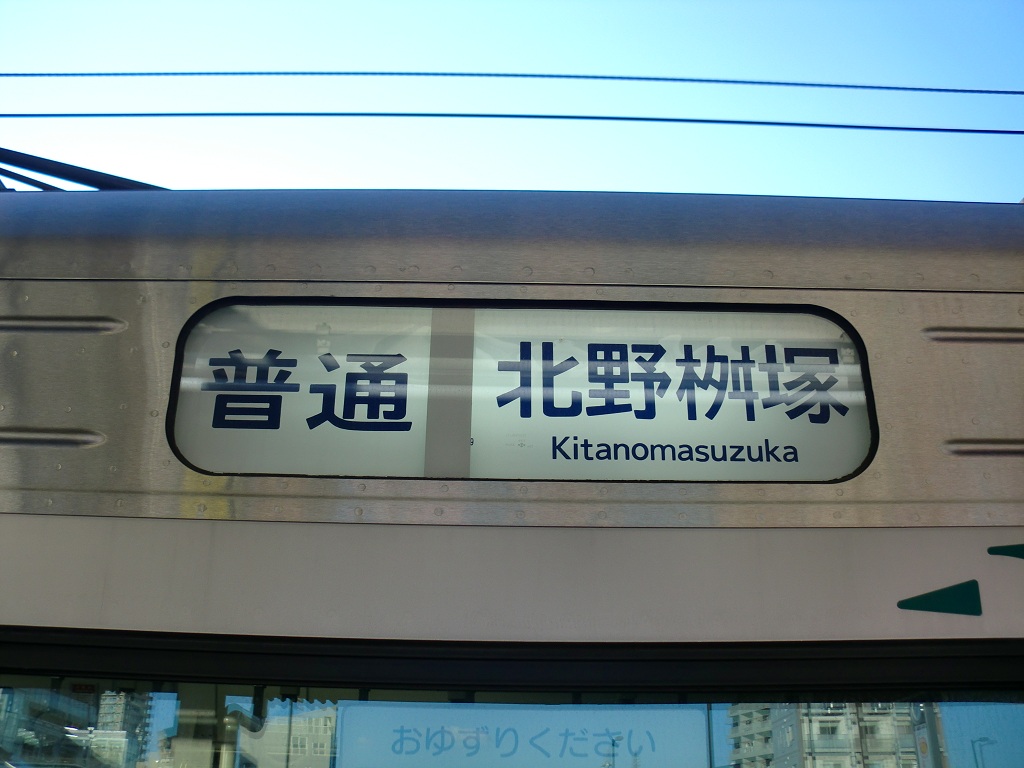 普通
北野桝塚
Kitanomasuzuka
おゆずりください